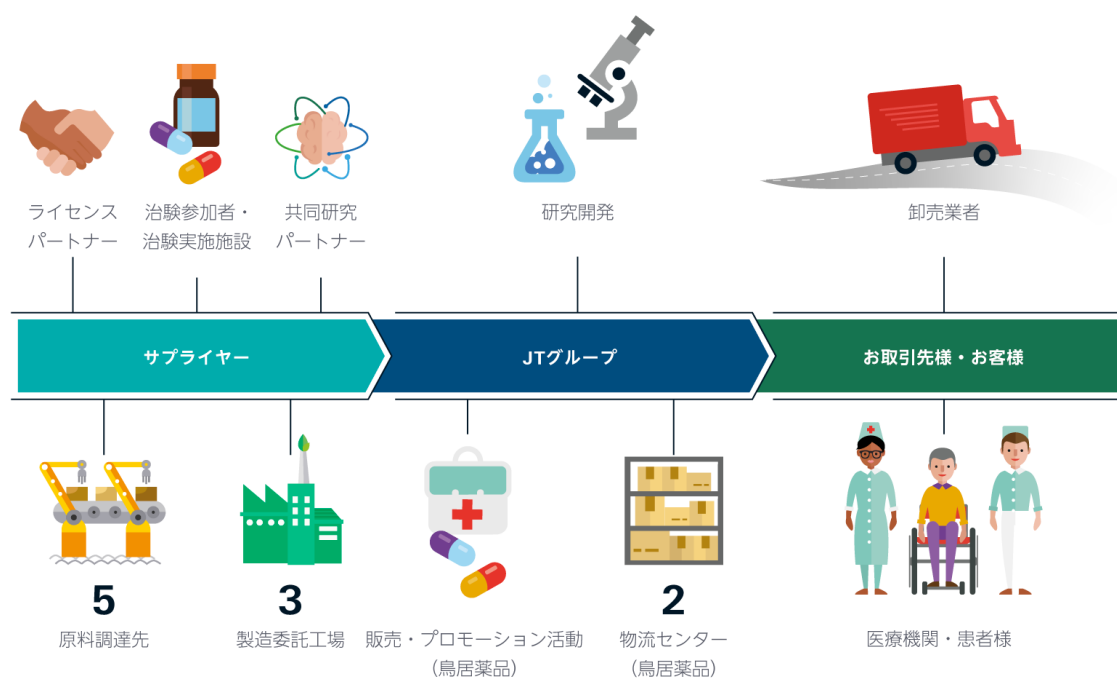 ライセンス
パートナー
治験参加者・
治験実施施設
共同研究
パートナー
研究開発
卸売業者
サプライヤー
JTグループ
お取引先様・お客様
5
原料調達先
3
製造委託工場
販売・プロモーション活動
（鳥居薬品）
2
物流センター
（鳥居薬品）
医療機関・患者様